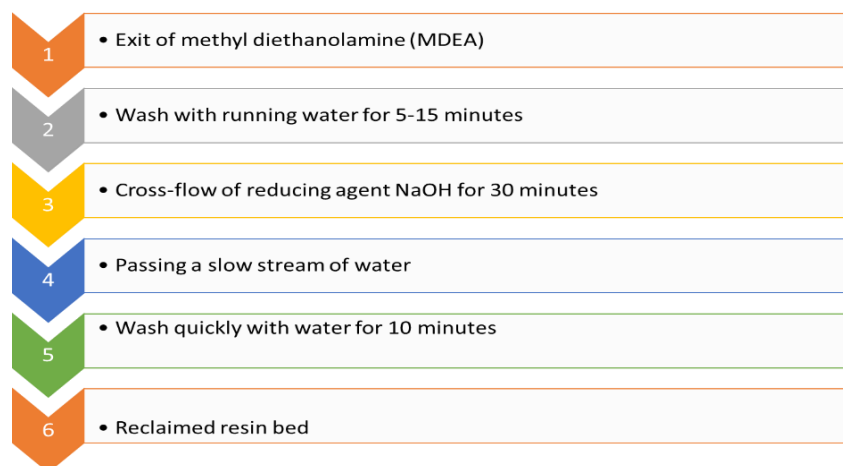 1
• Exit of methyl diethanolamine (MDEA)
2
• Wash with running water for 5-15 minutes
3
• Cross-flow of reducing agent NaOH for 30 minutes
4
• Passing a slow stream of water
5
• Wash quickly with water for 10 minutes
6
• Reclaimed resin bed